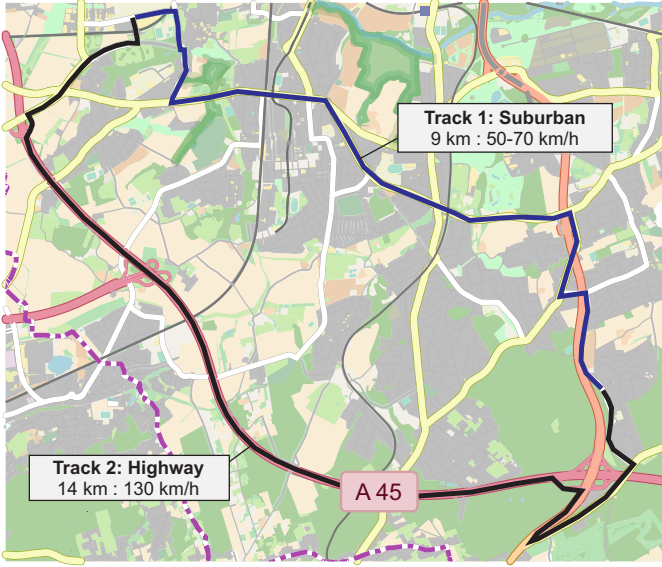 Track 1: Suburban
9 km : 50-70 km/h
Track 2: Highway
14 km : 130 km/h
A 45